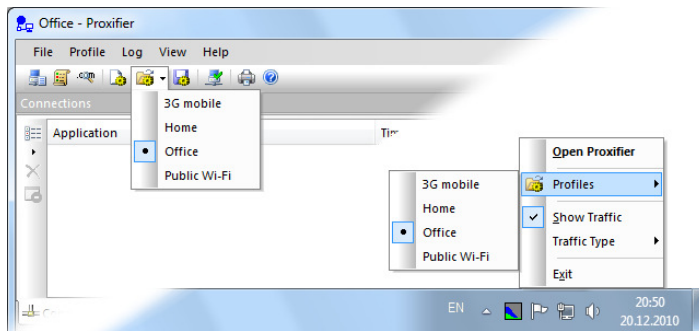 Office - Proxifier
File Profile Log View Help
Connections
3G mobile
Home
Office
Public Wi-Fi
Application
Open Proxifier
Profiles
Show Traffic
Traffic Type
Exit
3G mobile
Home
Office
Public Wi-Fi
EN
20:50
20.12.2010